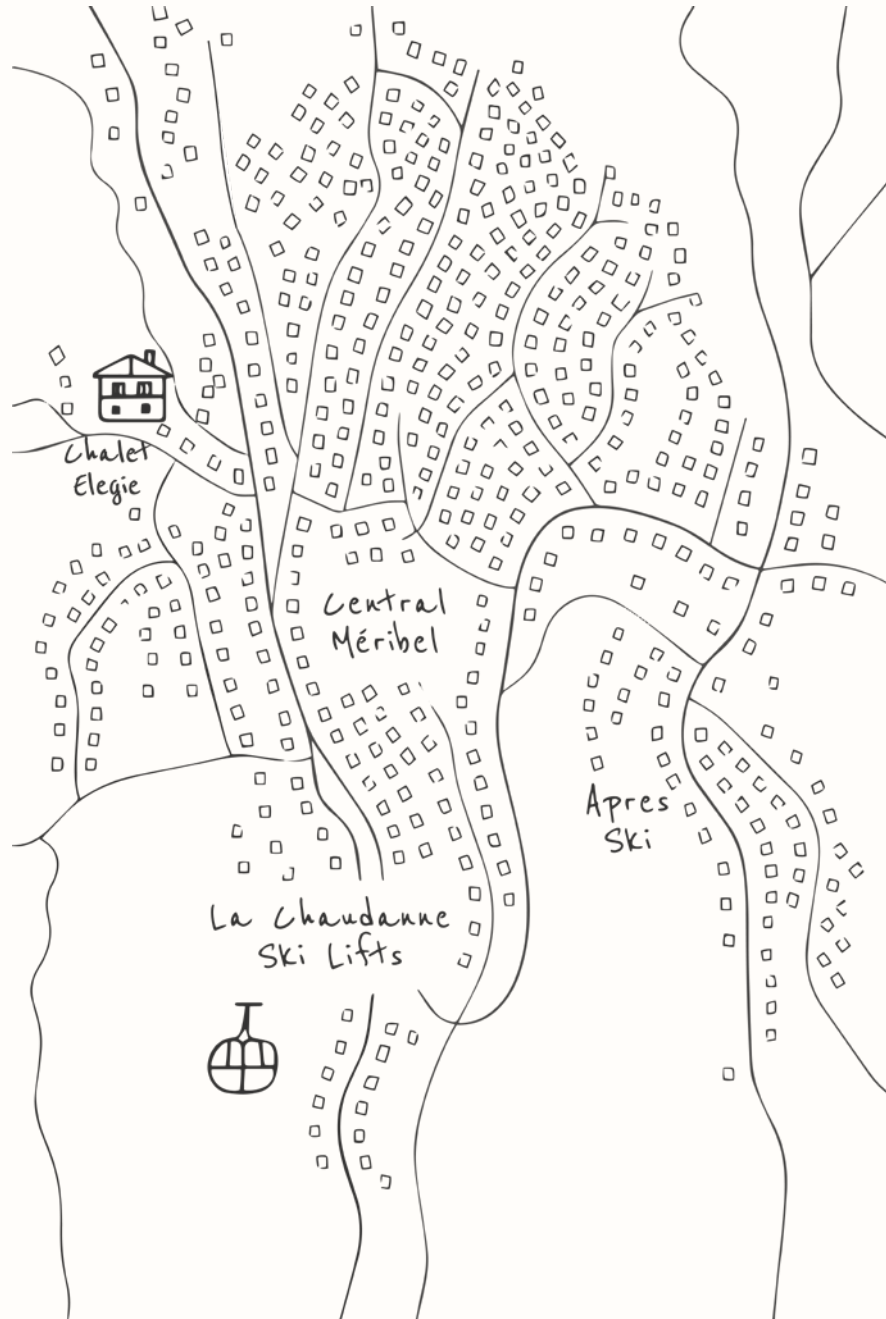 Chalet
Elegie
Central
Méribel
Apres
Ski
La Chaudanne
Ski Lifts